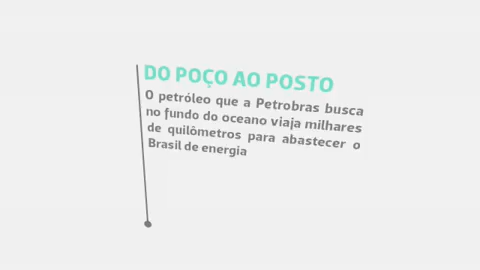 DO POÇO AO POSTO
O petróleo que a Petrobras busca
no fundo do oceano viaja milhares
de quilômetros para abastecer o
Brasil de energia